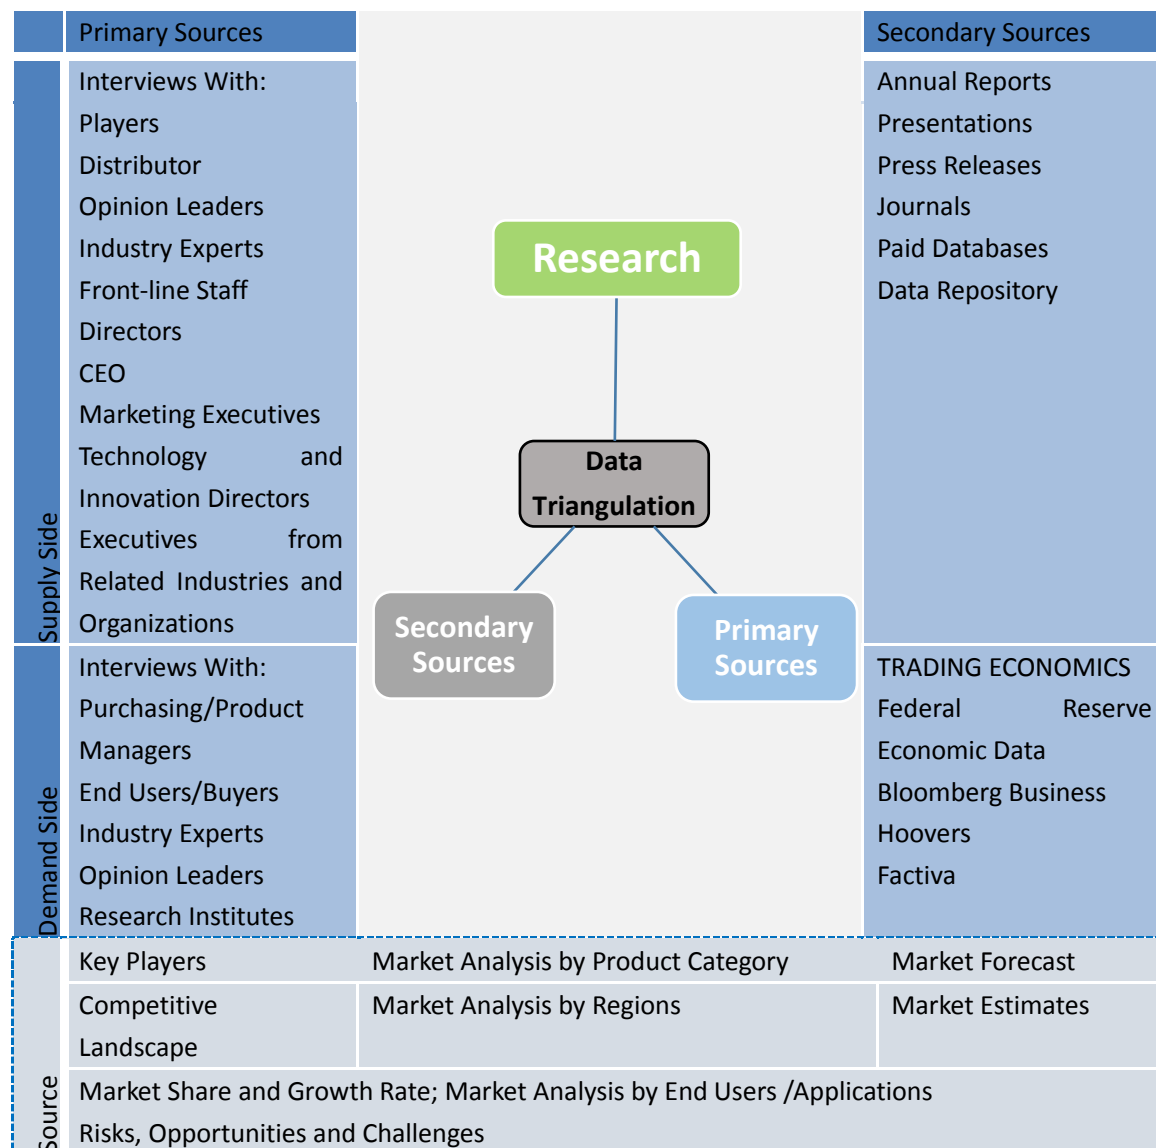 Primary Sources
Secondary Sources
Supply Side
Interviews With:
Players
Distributor
Opinion Leaders
Industry Experts
Front-line Staff
Directors
CEO
Marketing Executives
Technology and
Innovation Directors
Executives from
Related Industries and
Organizations
Research
Data
Triangulation
Secondary
Sources
Primary
Sources
Annual Reports
Presentations
Press Releases
Journals
Paid Databases
Data Repository
Demand Side
Interviews With:
Purchasing/Product
Managers
End Users/Buyers
Industry Experts
Opinion Leaders
Research Institutes
TRADING ECONOMICS
Federal Reserve
Economic Data
Bloomberg Business
Hoovers
Factiva
Source
Key Players
Market Analysis by Product Category
Market Forecast
Competitive
Landscape
Market Analysis by Regions
Market Estimates
Market Share and Growth Rate; Market Analysis by End Users /Applications
Risks, Opportunities and Challenges